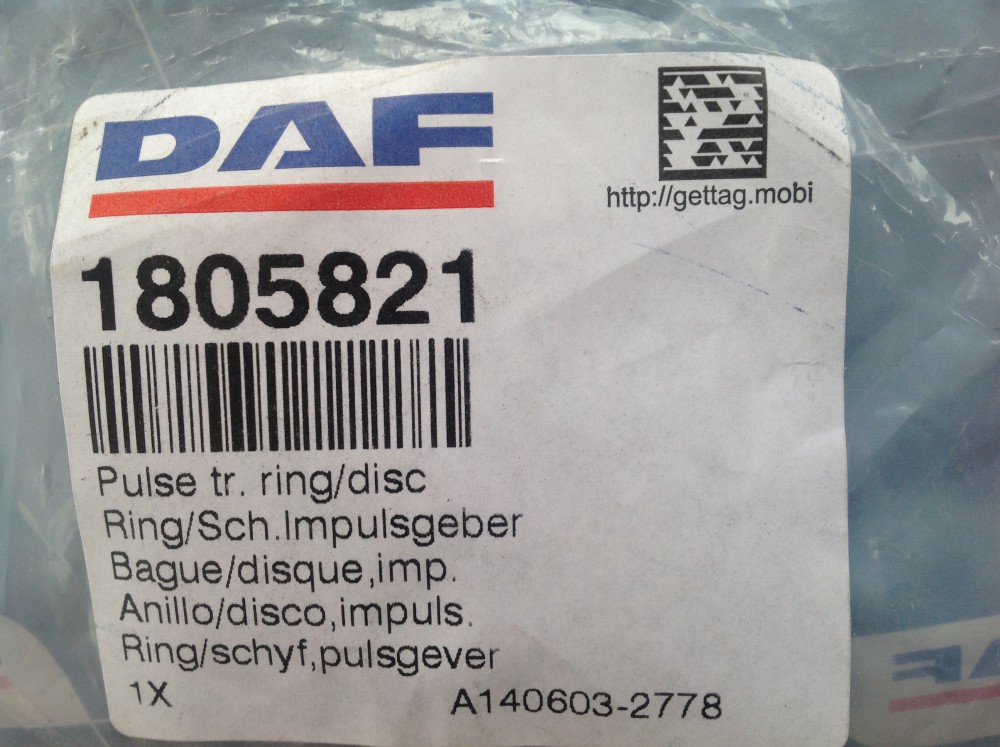 DAF
http://gettag.mobi
1805821
Pulse tr. ring/disc
Ring/Sch.Impulsgeber
Bague/disque,imp.
Anillo/disco,impuls.
Ring/schyf,pulsgever
1X A140603-2778